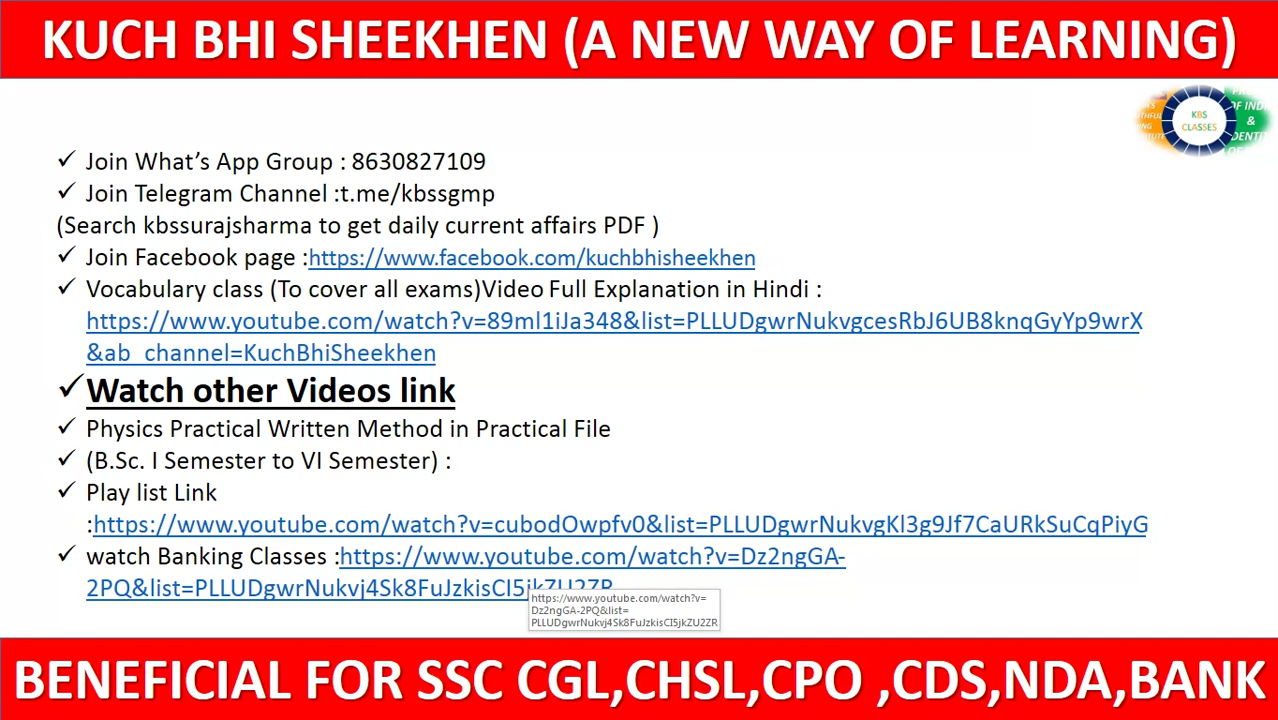 KUCH BHI SHEEKHEN (A NEW WAY OF LEARNING)
KBS
CLASSES
OF INDI
&
✓ Join What’s App Group : 8630827109
✓ Join Telegram Channel :t.me/kbssgmp
(Search kbssurajsharma to get daily current affairs PDF )
✓ Join Facebook page :https://www.facebook.com/kuchbhisheekhen
✓ Vocabulary class (To cover all exams)Video Full Explanation in Hindi :
https://www.youtube.com/watch?v=89ml1iJa348&list=PLLUDgwrNukvgcesRbJ6UB8knqGyYp9wrX
&ab_channel=KuchBhiSheekhen
✓ Watch other Videos link
✓ Physics Practical Written Method in Practical File
✓ (B.Sc. I Semester to VI Semester) :
✓ Play list Link
:https://www.youtube.com/watch?v=cubodOwpfv0&list=PLLUDgwrNukvgKl3g9Jf7CaURkSuCqPiyG
✓ watch Banking Classes :https://www.youtube.com/watch?v=Dz2ngGA-
2PQ&list=PLLUDgwrNukvj4Sk8FuJzkisCI5jkZU2ZR
https://www.youtube.com/watch?v=
Dz2ngGA-2PQ&list=
PLLUDgwrNukvj4Sk8FuJzkisCI5jkZU2ZR
BENEFICIAL FOR SSC CGL,CHSL,CPO ,CDS,NDA,BANK